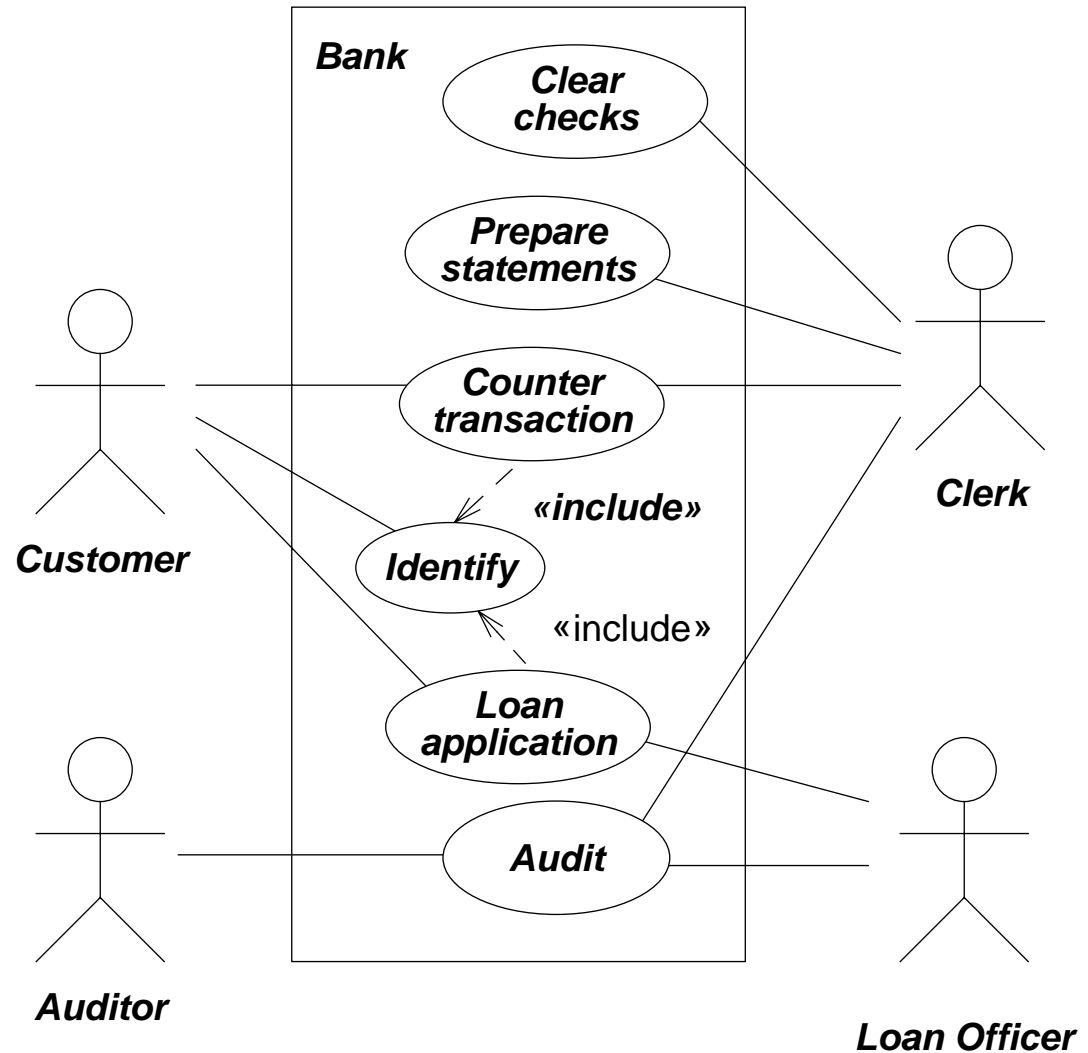 Bank
Clear
checks
Prepare
statements
Counter
transaction
«include»
Clerk
Customer
Identify
«include»
Loan
application
Audit
Auditor
Loan Officer